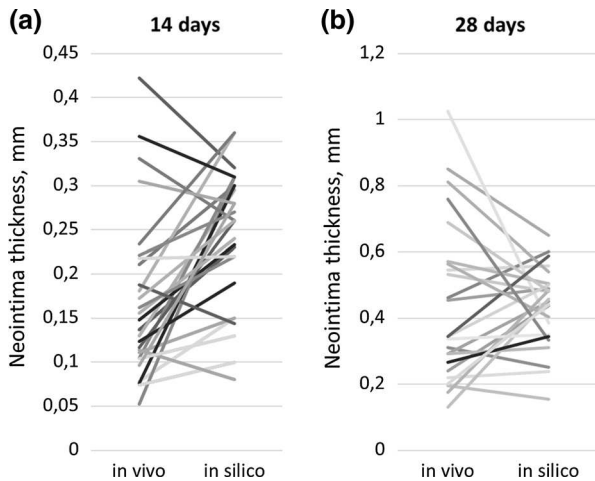 (a) 14 days
Neointima thickness, mm
0,45
0,4
0,35
0,3
0,25
0,2
0,15
0,1
0,05
0
in vivo in silico
(b) 28 days
Neointima thickness, mm
1,2
1
0,8
0,6
0,4
0,2
0
in vivo in silico